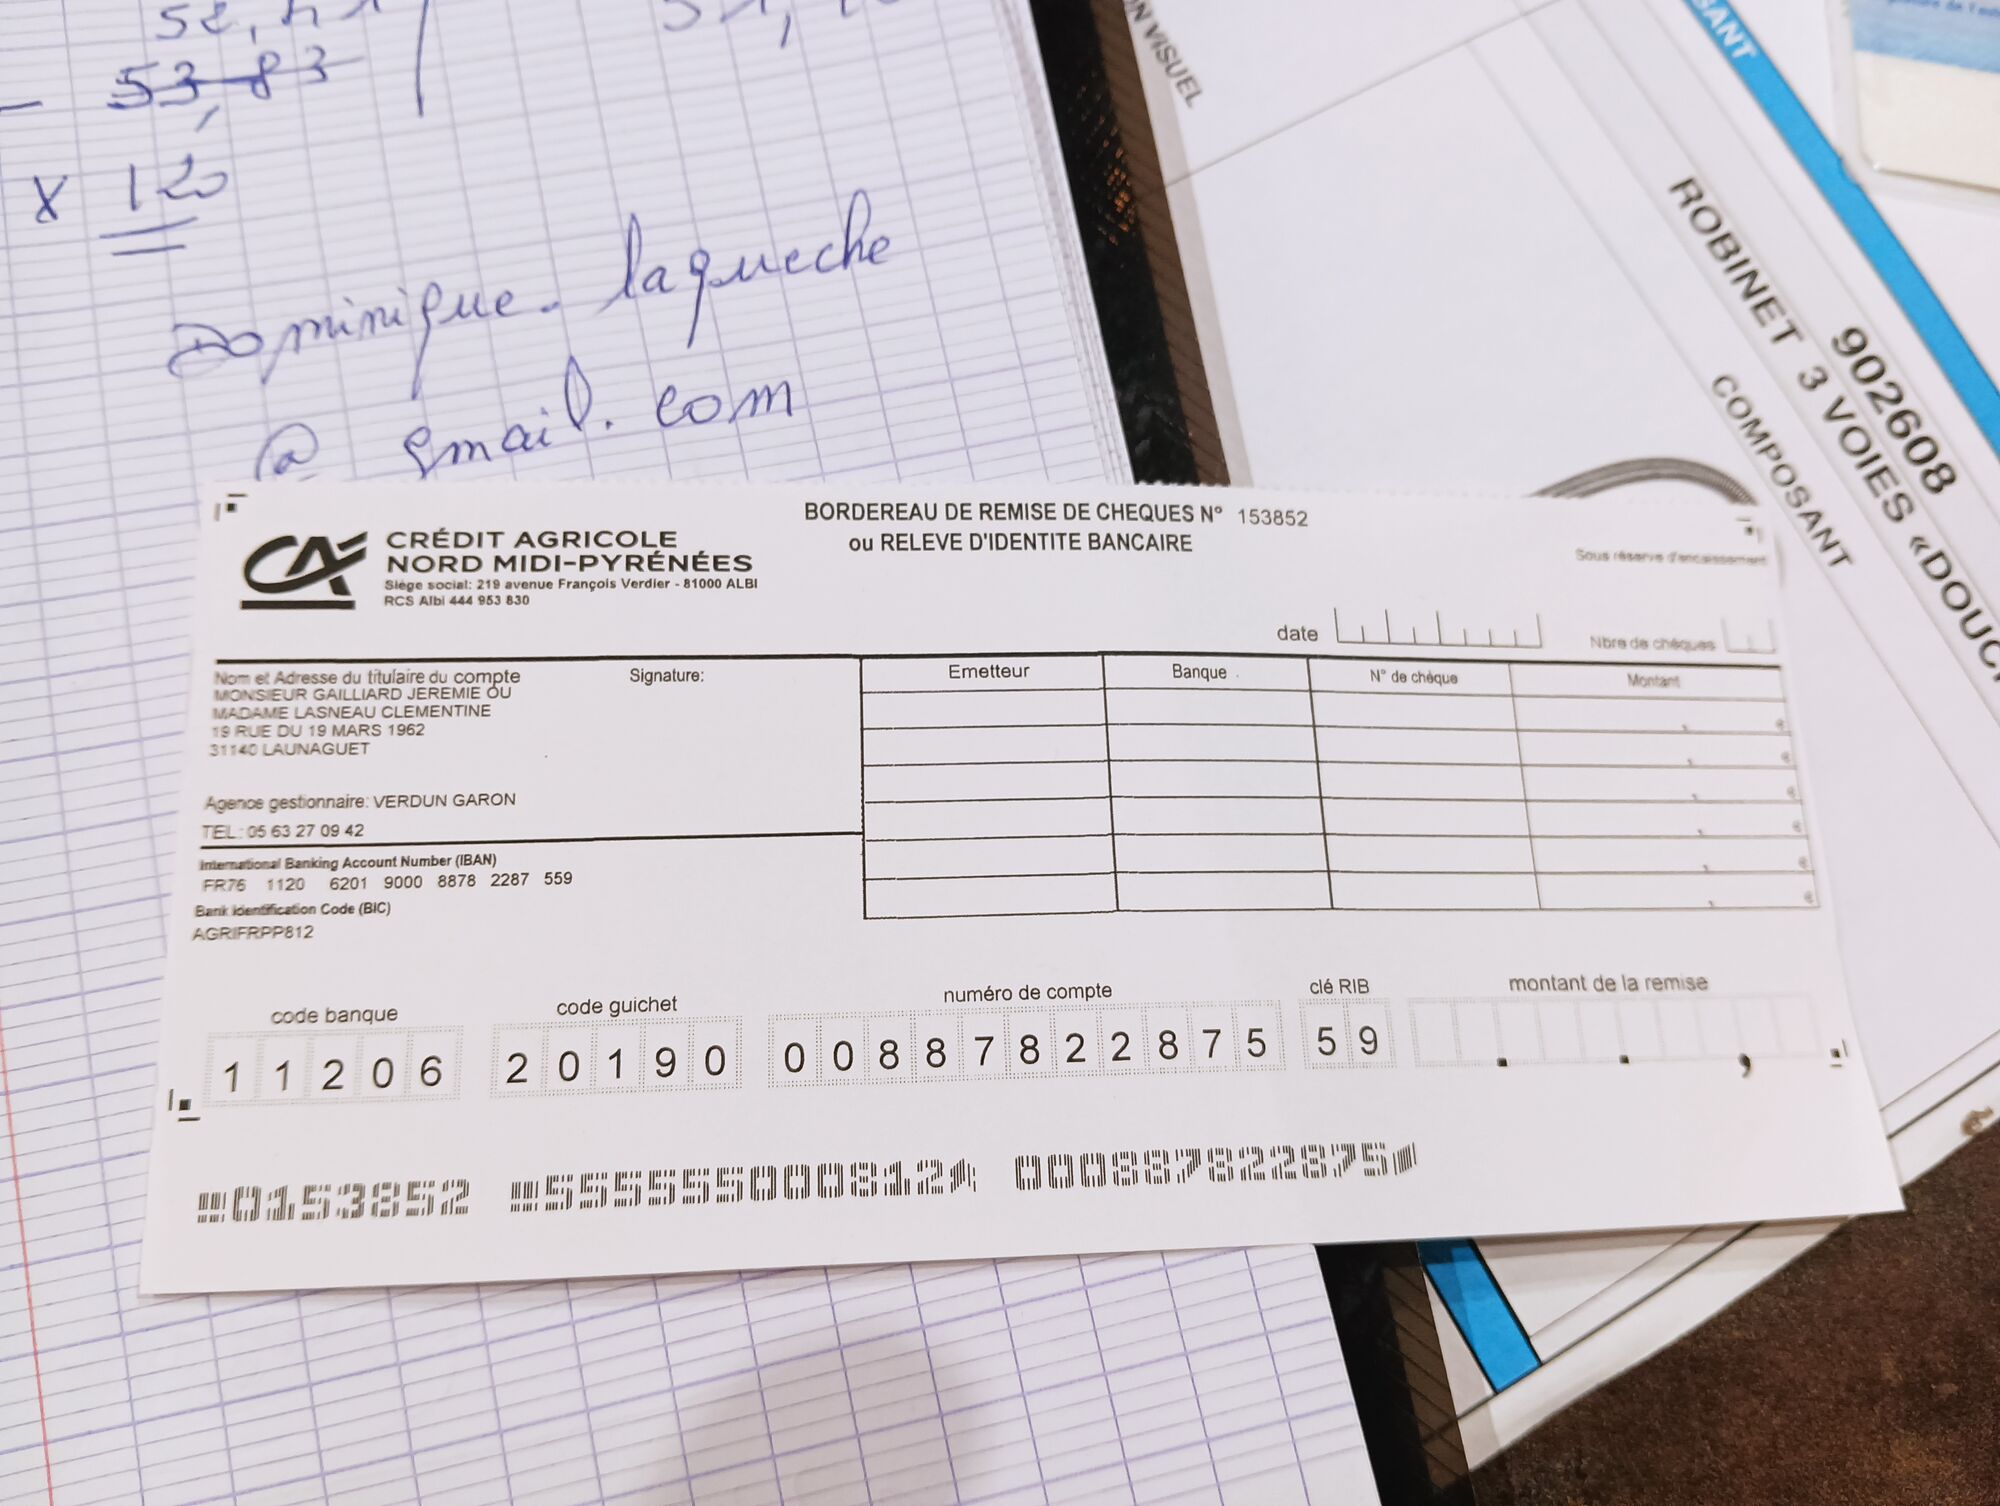 53,83
x 120
Dominique.laqueche
@ gmail.com
ON VISUEL
SANT
902608
ROBINET 3 VOIES «DOUC
COMPOSANT
CRÉDIT AGRICOLE
NORD MIDI-PYRÉNÉES
Siège social: 219 avenue François Verdier - 81000 ALBI
RCS Albi 444 953 830
BORDEREAU DE REMISE DE CHEQUES N° 153852
ou RELEVE D'IDENTITE BANCAIRE
Sous réserve d'encaissement
date
Nbre de chèques
Nom et Adresse du titulaire du compte
MONSIEUR GAILLIARD JEREMIE OU
MADAME LASNEAU CLEMENTINE
19 RUE DU 19 MARS 1962
31140 LAUNAGUET
Signature:
Emetteur Banque N° de chèque Montant
, €
, €
, €
, €
, €
, €
Agence gestionnaire: VERDUN GARON
TEL: 05 63 27 09 42
International Banking Account Number (IBAN)
FR76 1120 6201 9000 8878 2287 559
Bank Identification Code (BIC)
AGRIFRPP812
code banque code guichet numéro de compte clé RIB montant de la remise
11206 20190 00887822875 59 . . ,
0153852 555555000812 000887822875